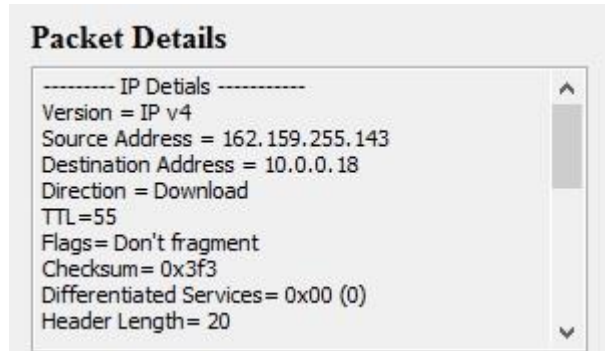 Packet Details
--------- IP Detials -----------
Version = IP v4
Source Address = 162.159.255.143
Destination Address = 10.0.0.18
Direction = Download
TTL=55
Flags= Don't fragment
Checksum= 0x3f3
Differentiated Services= 0x00 (0)
Header Length= 20